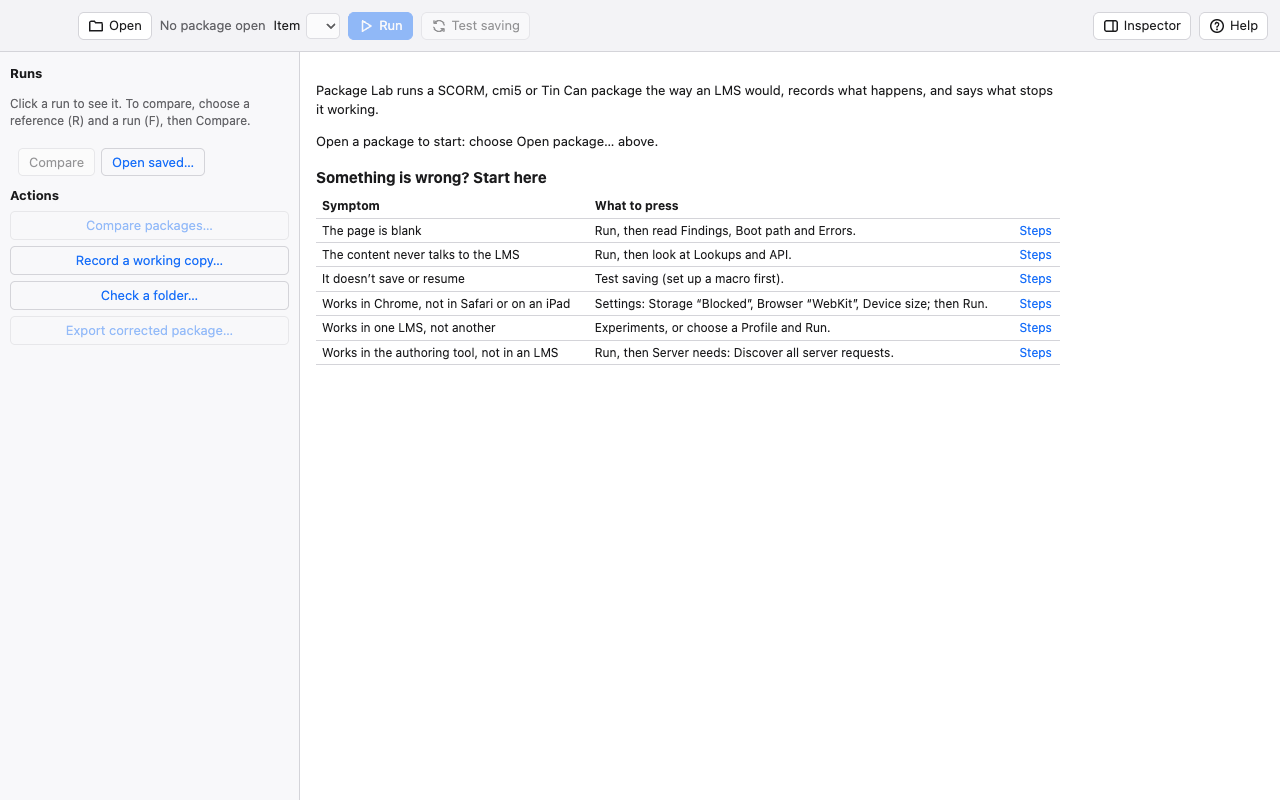 Open
No package open
Item
Run
Test saving
Inspector
Help
Runs
Click a run to see it. To compare, choose a
reference (R) and a run (F), then Compare.
Compare
Open saved…
Actions
Compare packages…
Record a working copy…
Check a folder…
Export corrected package…
Package Lab runs a SCORM, cmi5 or Tin Can package the way an LMS would, records what happens, and says what stops
it working.
Open a package to start: choose Open package… above.
Something is wrong? Start here
Symptom What to press
The page is blank Run, then read Findings, Boot path and Errors. Steps
The content never talks to the LMS Run, then look at Lookups and API. Steps
It doesn’t save or resume Test saving (set up a macro first). Steps
Works in Chrome, not in Safari or on an iPad Settings: Storage “Blocked”, Browser “WebKit”, Device size; then Run. Steps
Works in one LMS, not another Experiments, or choose a Profile and Run. Steps
Works in the authoring tool, not in an LMS Run, then Server needs: Discover all server requests. Steps